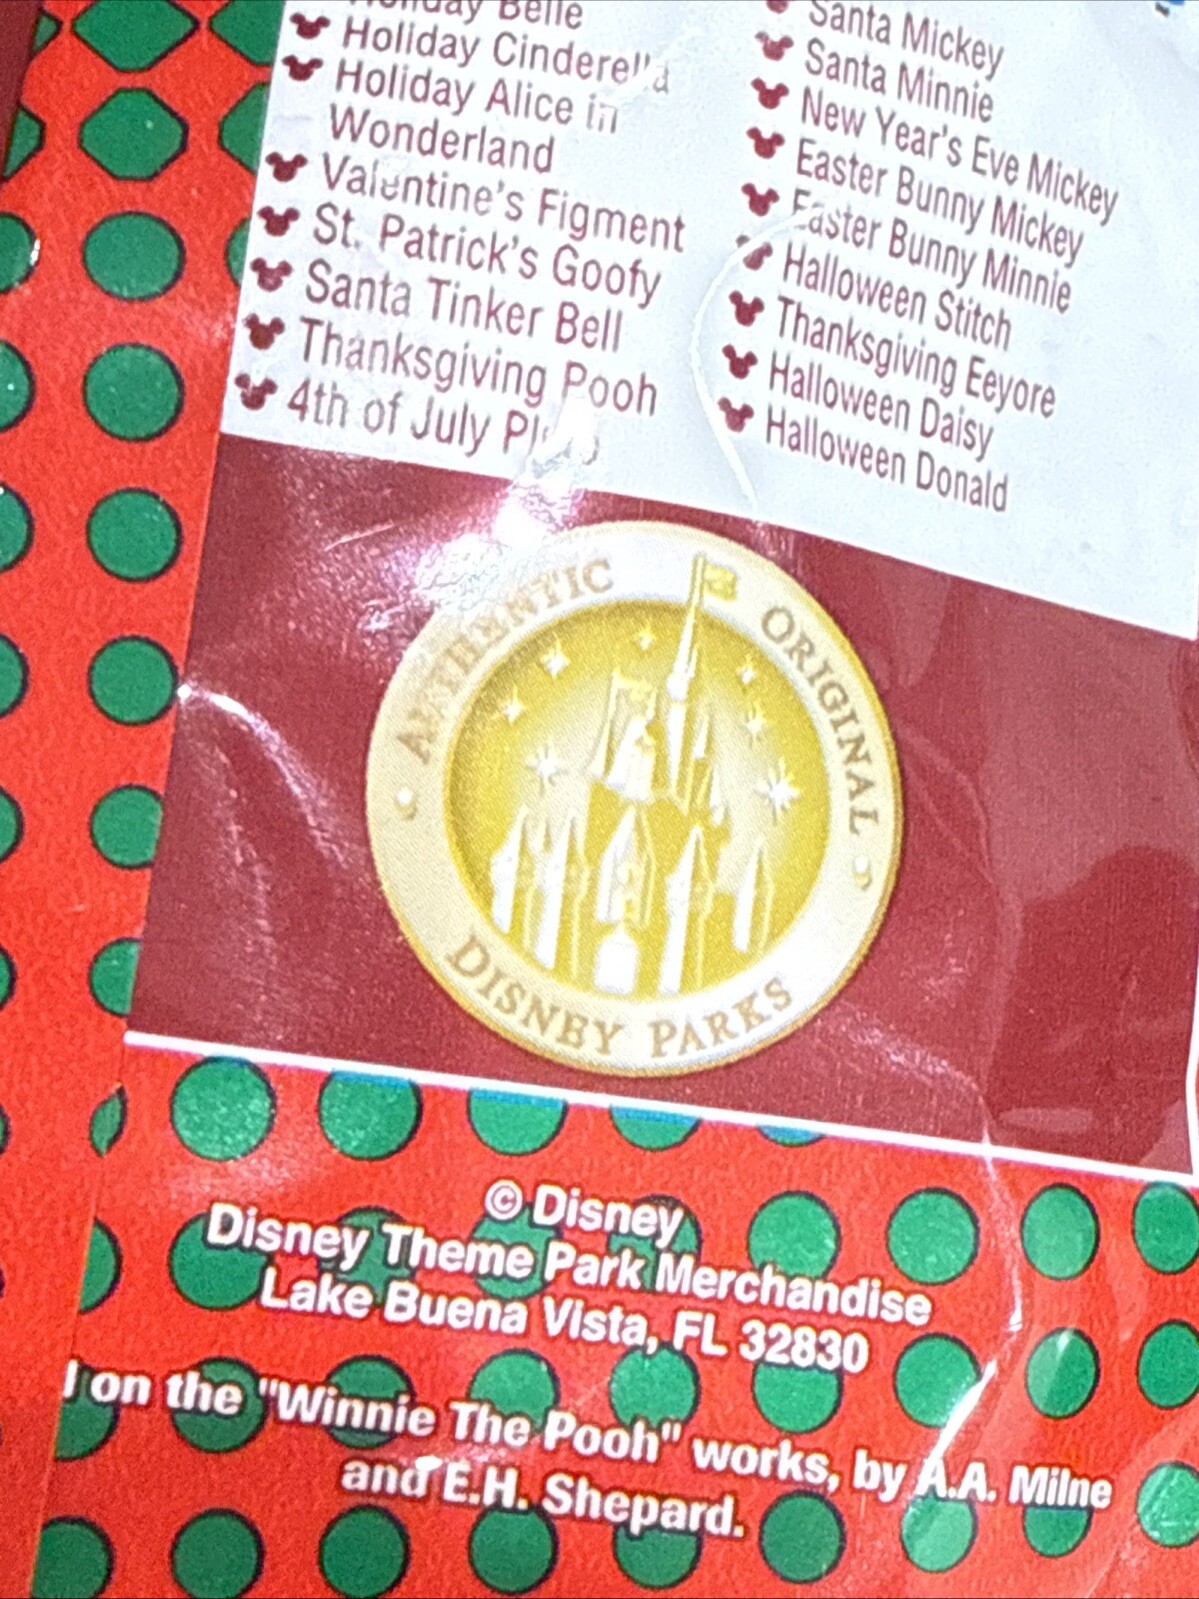 Holiday Belle
Holiday Cinderella
Holiday Alice in
Wonderland
Valentine's Figment
St. Patrick's Goofy
Santa Tinker Bell
Thanksgiving Pooh
4th of July
Santa Mickey
Santa Minnie
New Year's Eve Mickey
Easter Bunny Mickey
Easter Bunny Minnie
Halloween Stitch
Thanksgiving Eeyore
Halloween Daisy
Halloween Donald
AUTHENTIC ORIGINAL
DISNEY PARKS
© Disney
Disney Theme Park Merchandise
Lake Buena Vista, FL 32830
on the "Winnie The Pooh" works, by A.A. Milne
and E.H. Shepard.